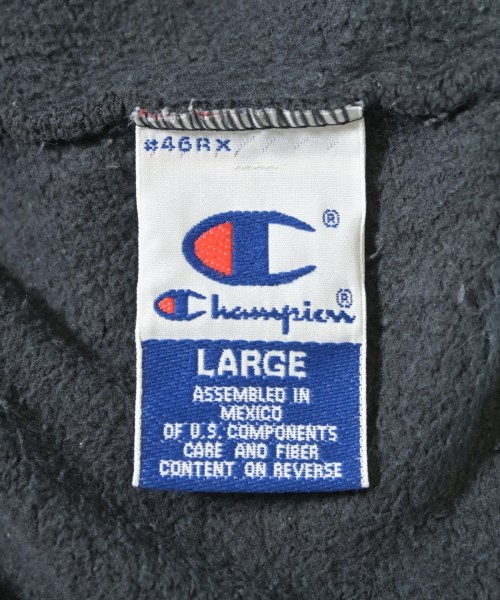 #46RX
®
Champion®
LARGE
ASSEMBLED IN
MEXICO
OF U.S. COMPONENTS
CARE AND FIBER
CONTENT ON REVERSE